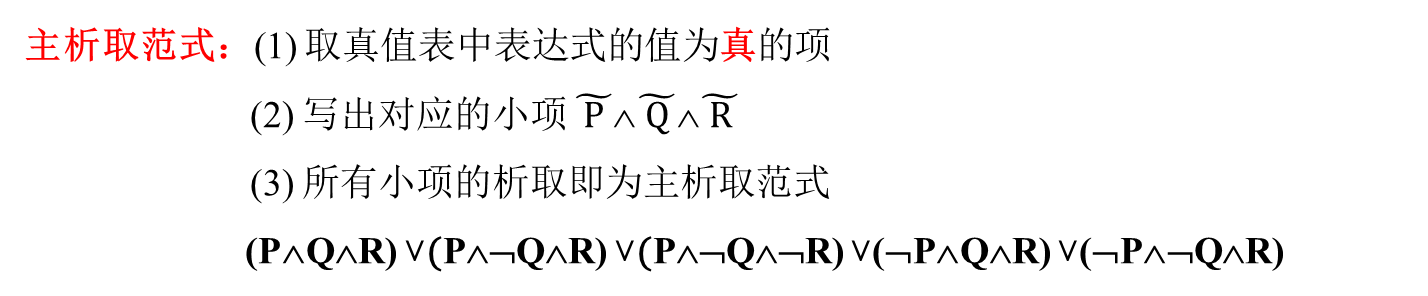 主析取范式：(1) 取真值表中表达式的值为真的项
(2) 写出对应的小项 P̃∧Q̃∧R̃
(3) 所有小项的析取即为主析取范式
(P∧Q∧R)∨(P∧¬Q∧R)∨(P∧¬Q∧¬R)∨(¬P∧Q∧R)∨(¬P∧¬Q∧R)